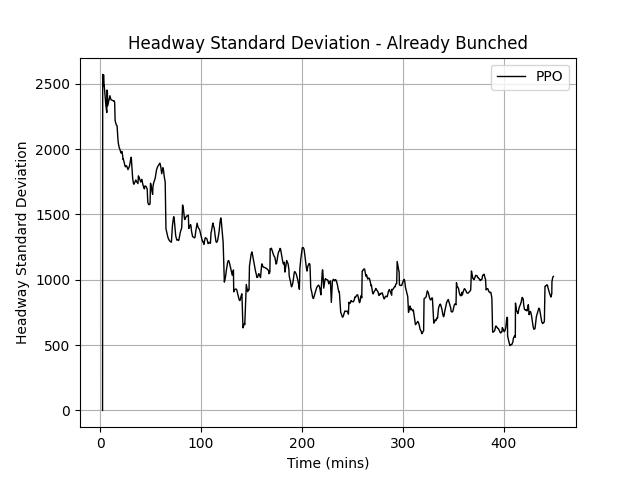 Headway Standard Deviation - Already Bunched
PPO
Headway Standard Deviation
2500
2000
1500
1000
500
0
0 100 200 300 400
Time (mins)